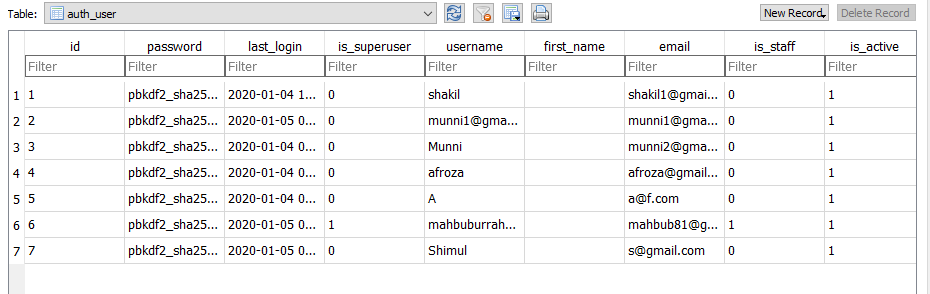 Table: auth_user New Record Delete Record
id password last_login is_superuser username first_name email is_staff is_active
Filter Filter Filter Filter Filter Filter Filter Filter Filter
1 1 pbkdf2_sha25... 2020-01-04 1... 0 shakil shakil1@gmai... 0 1
2 2 pbkdf2_sha25... 2020-01-05 0... 0 munni1@gma... munni1@gma... 0 1
3 3 pbkdf2_sha25... 2020-01-04 0... 0 Munni munni2@gma... 0 1
4 4 pbkdf2_sha25... 2020-01-04 0... 0 afroza afroza@gmail... 0 1
5 5 pbkdf2_sha25... 2020-01-04 0... 0 A a@f.com 0 1
6 6 pbkdf2_sha25... 2020-01-05 0... 1 mahbuburrah... mahbub81@g... 1 1
7 7 pbkdf2_sha25... 2020-01-05 0... 0 Shimul s@gmail.com 0 1